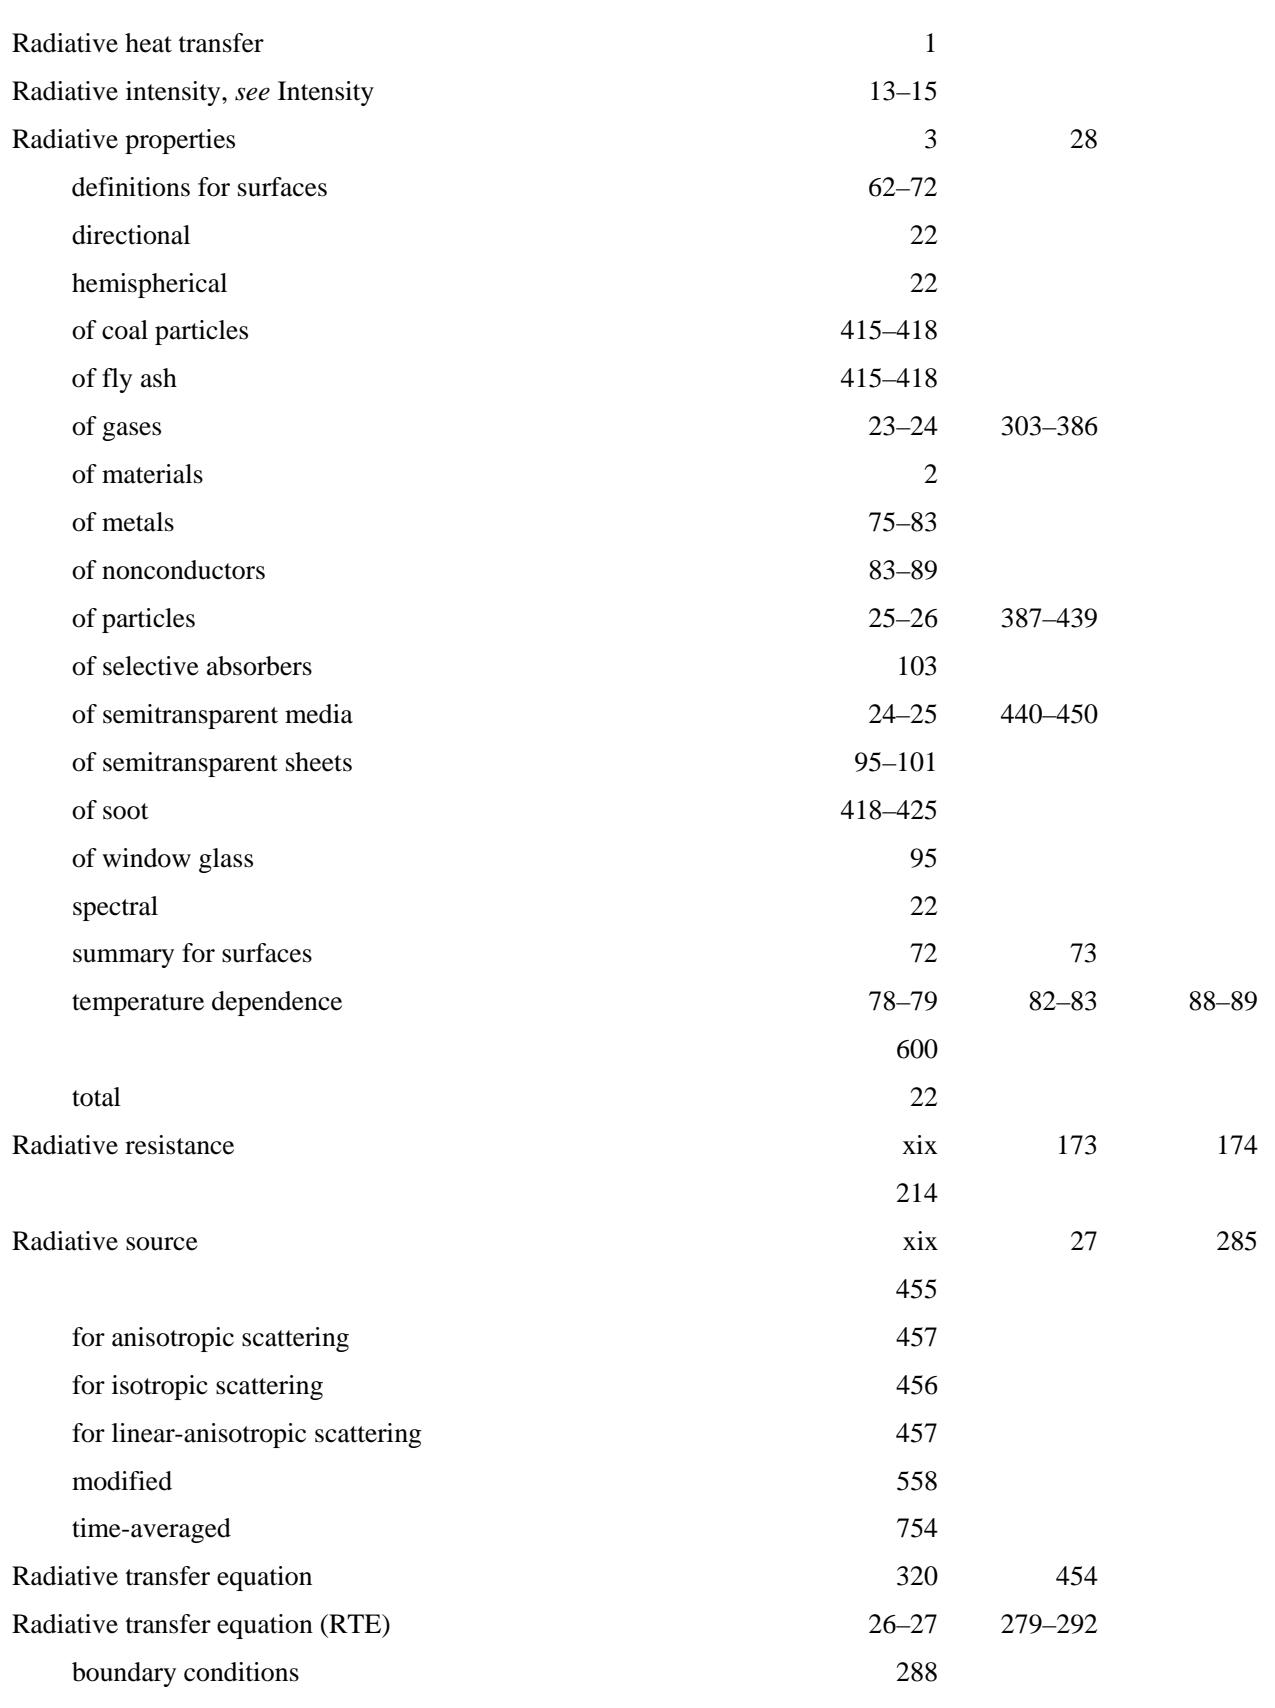 Radiative heat transfer 1
Radiative intensity, see Intensity 13–15
Radiative properties 3 28
definitions for surfaces 62–72
directional 22
hemispherical 22
of coal particles 415–418
of fly ash 415–418
of gases 23–24 303–386
of materials 2
of metals 75–83
of nonconductors 83–89
of particles 25–26 387–439
of selective absorbers 103
of semitransparent media 24–25 440–450
of semitransparent sheets 95–101
of soot 418–425
of window glass 95
spectral 22
summary for surfaces 72 73
temperature dependence 78–79 82–83 88–89
600
total 22
Radiative resistance xix 173 174
214
Radiative source xix 27 285
455
for anisotropic scattering 457
for isotropic scattering 456
for linear-anisotropic scattering 457
modified 558
time-averaged 754
Radiative transfer equation 320 454
Radiative transfer equation (RTE) 26–27 279–292
boundary conditions 288